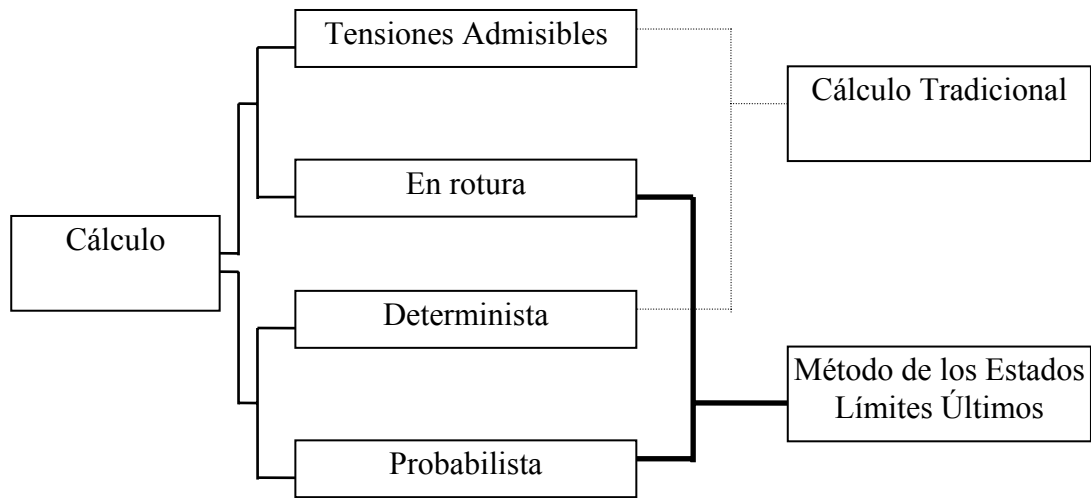 Tensiones Admisibles
Cálculo Tradicional
En rotura
Cálculo
Determinista
Método de los Estados
Límites Últimos
Probabilista